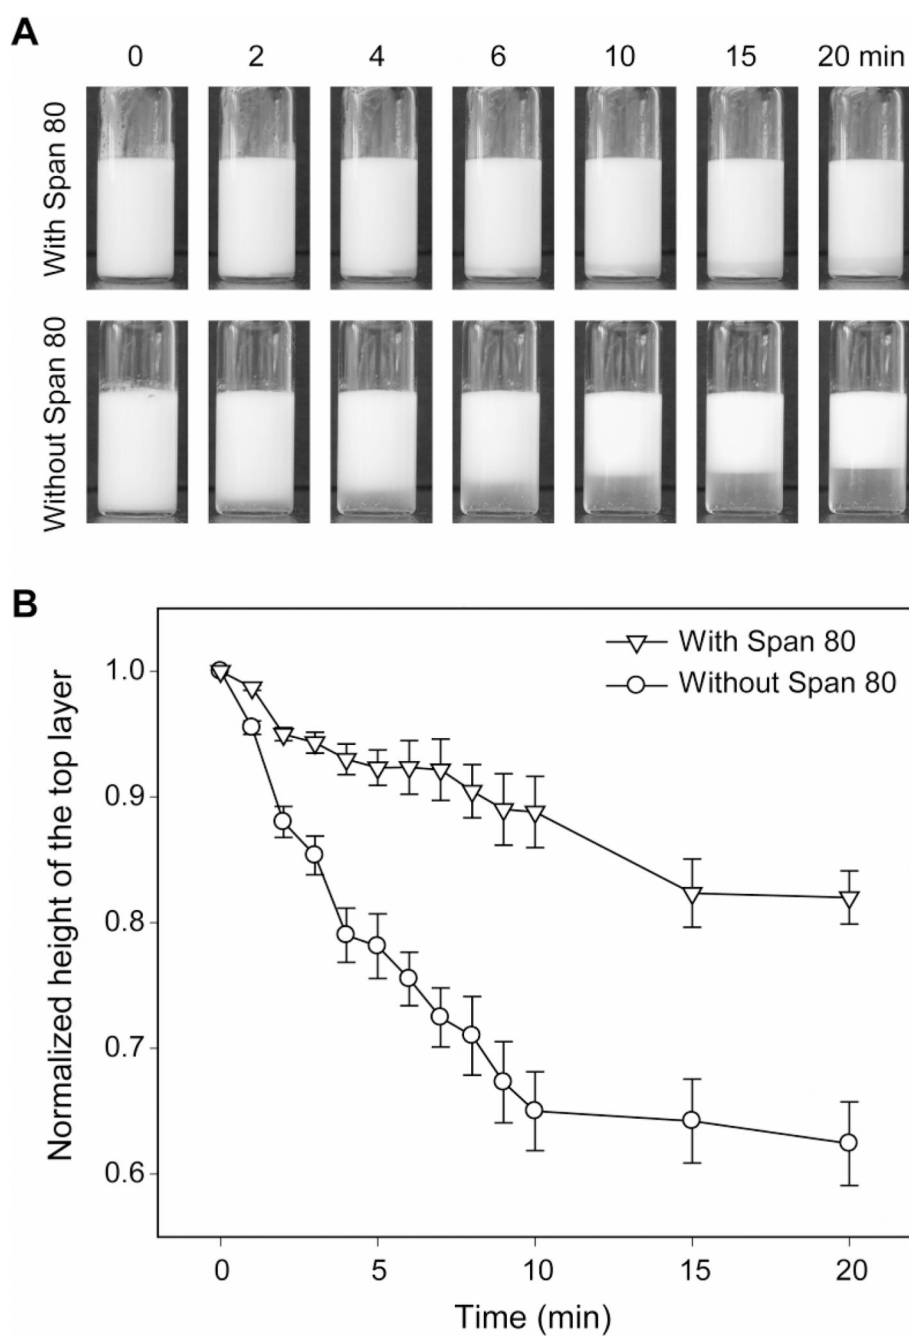 A
0 2 4 6 10 15 20 min
With Span 80
Without Span 80
B
With Span 80
Without Span 80
Normalized height of the top layer
1.0
0.9
0.8
0.7
0.6
0 5 10 15 20
Time (min)